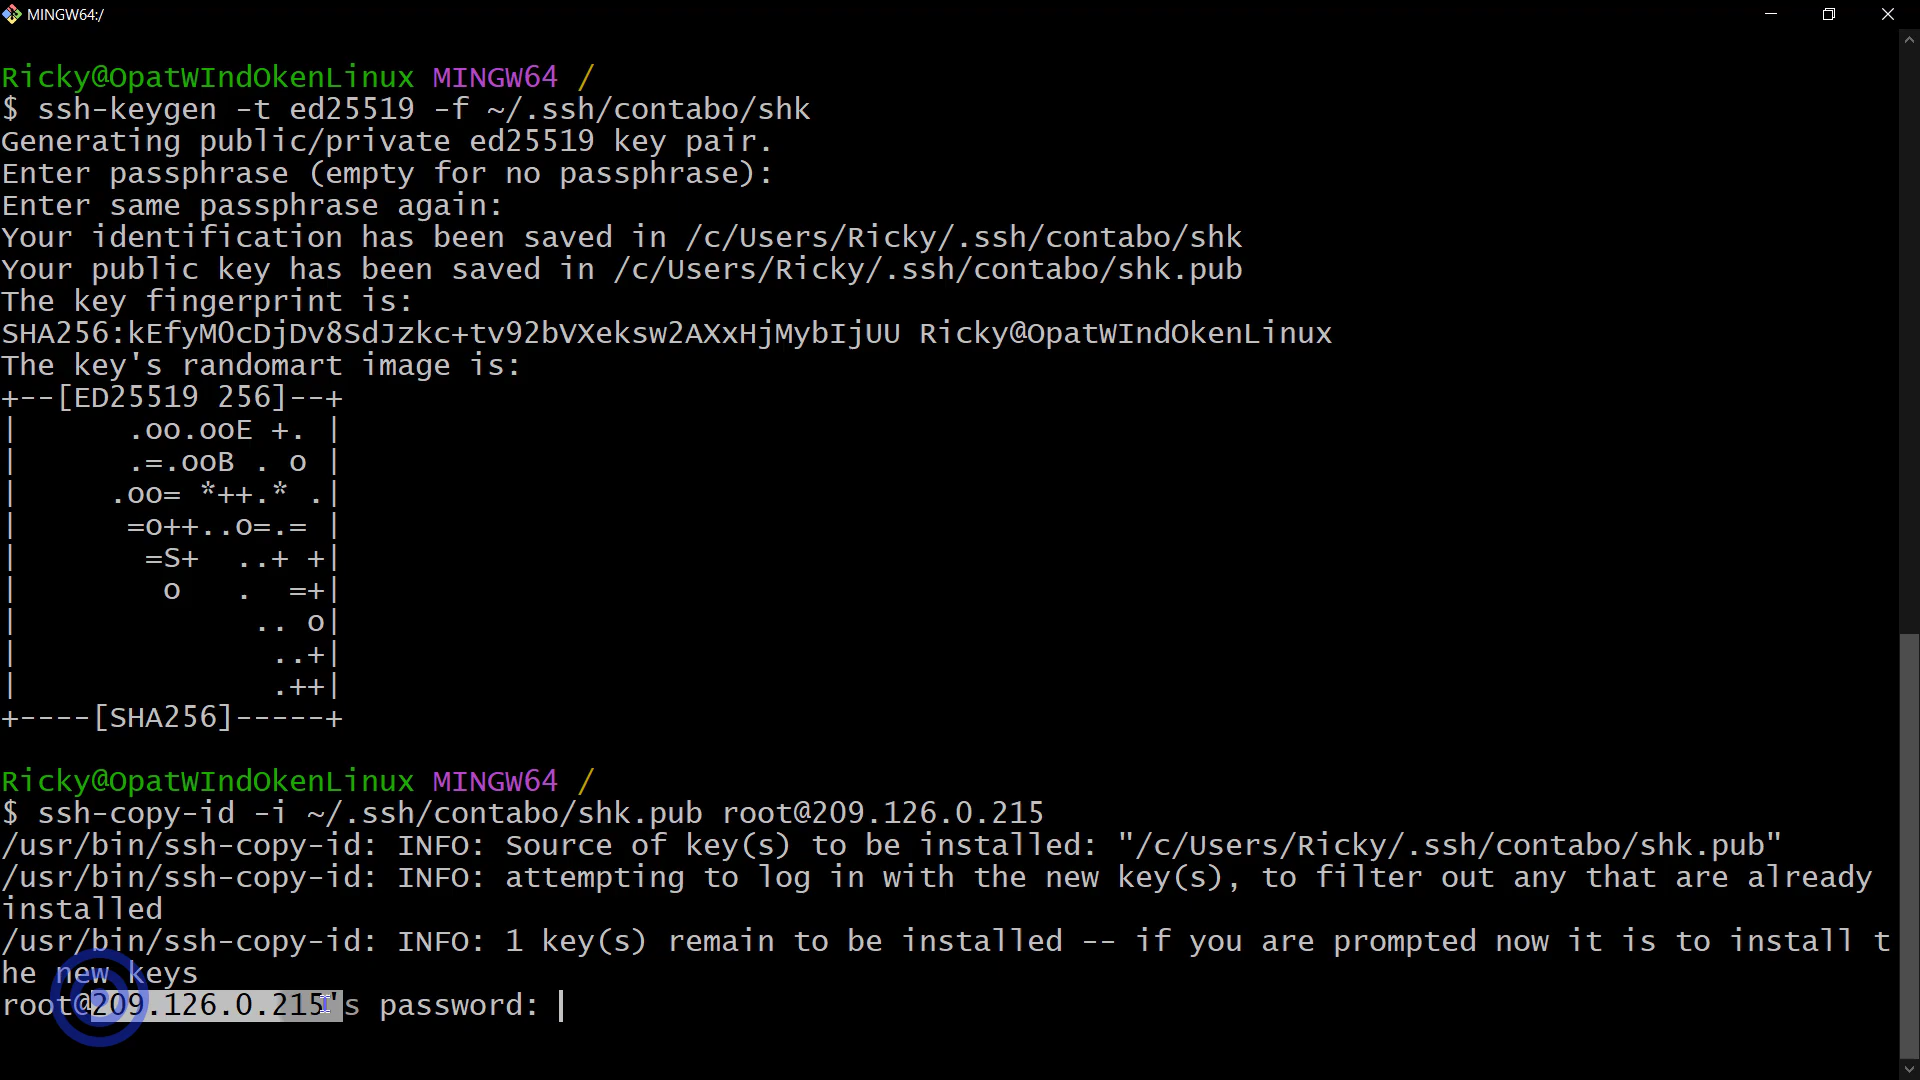 MINGW64:/
Ricky@OpatWIndOkenLinux MINGW64 /
$ ssh-keygen -t ed25519 -f ~/.ssh/contabo/shk
Generating public/private ed25519 key pair.
Enter passphrase (empty for no passphrase):
Enter same passphrase again:
Your identification has been saved in /c/Users/Ricky/.ssh/contabo/shk
Your public key has been saved in /c/Users/Ricky/.ssh/contabo/shk.pub
The key fingerprint is:
SHA256:kEfyMOcDjDv8SdJzkc+tv92bVXeksw2AXxHjMybIjUU Ricky@OpatWIndOkenLinux
The key's randomart image is:
+--[ED25519 256]--+
|      .oo.ooE +. |
|      .=.ooB . o |
|     .oo= *++.* .|
|      =o++..o=.= |
|       =S+  ..+ +|
|        o   .  =+|
|             .. o|
|              ..+|
|              .++|
+----[SHA256]-----+
Ricky@OpatWIndOkenLinux MINGW64 /
$ ssh-copy-id -i ~/.ssh/contabo/shk.pub root@209.126.0.215
/usr/bin/ssh-copy-id: INFO: Source of key(s) to be installed: "/c/Users/Ricky/.ssh/contabo/shk.pub"
/usr/bin/ssh-copy-id: INFO: attempting to log in with the new key(s), to filter out any that are already
installed
/usr/bin/ssh-copy-id: INFO: 1 key(s) remain to be installed -- if you are prompted now it is to install t
he new keys
root@209.126.0.215's password: